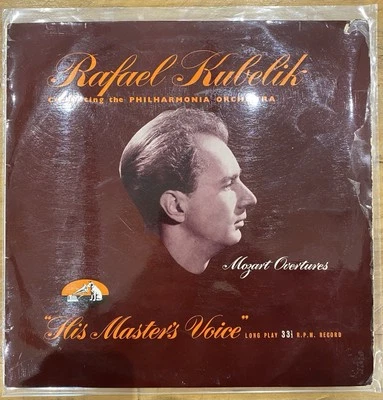 Rafael Kubelik
Conducting the PHILHARMONIA ORCHESTRA
Mozart Overtures
"His Master's Voice" LONG PLAY 33⅓ R.P.M. RECORD